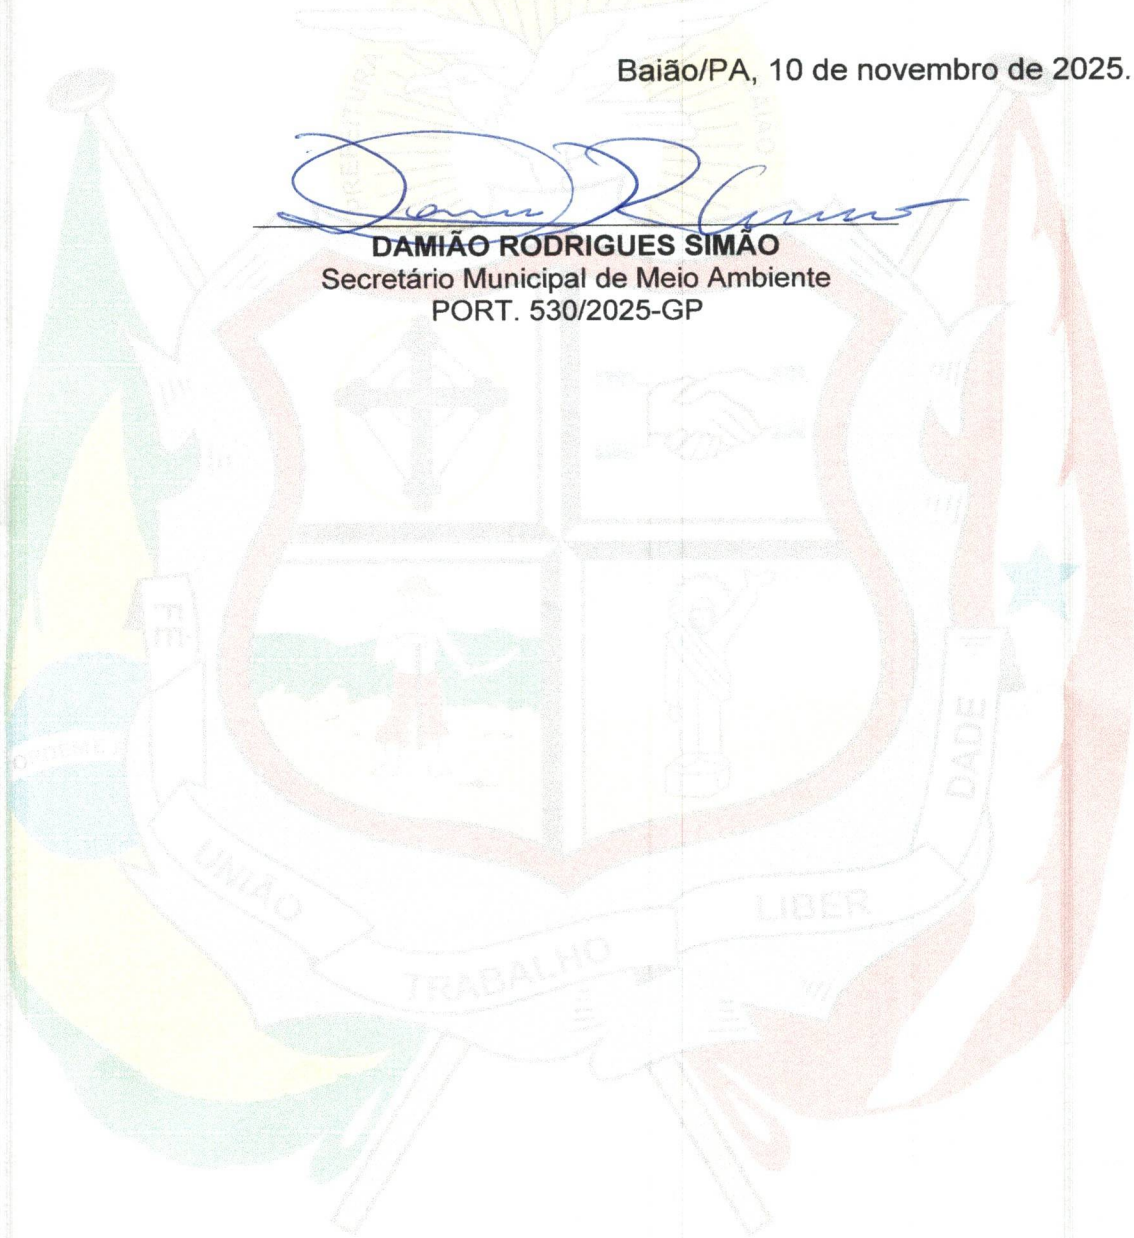 Baião/PA, 10 de novembro de 2025.
DAMIÃO RODRIGUES SIMÃO
Secretário Municipal de Meio Ambiente
PORT. 530/2025-GP
FÉ
UNIÃO
TRABALHO
LIBER
DADE